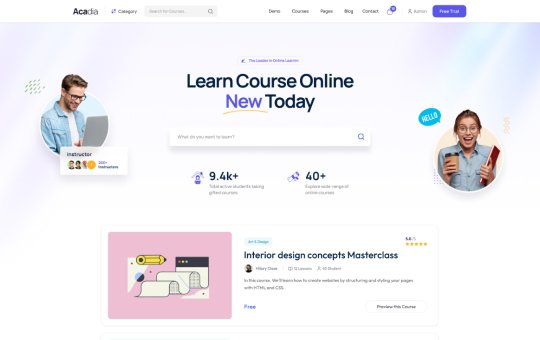 Acadia
Category
Search for Courses...
Demo
Courses
Pages
Blog
Contact
Admin
Free Trial
The Leader in Online Learning
Learn Course Online
New Today
HELLO
What do you want to learn?
instructor
200+
Instructors
9.4k+
Total active students taking
gifted courses
40+
Explore wide range of
online courses
Art & Design
5.0 /5
Interior design concepts Masterclass
Hilary Ouse
12 Lessons
In this course, We'll learn how to create websites by structuring and styling your pages
with HTML and CSS.
Free
Preview this Course